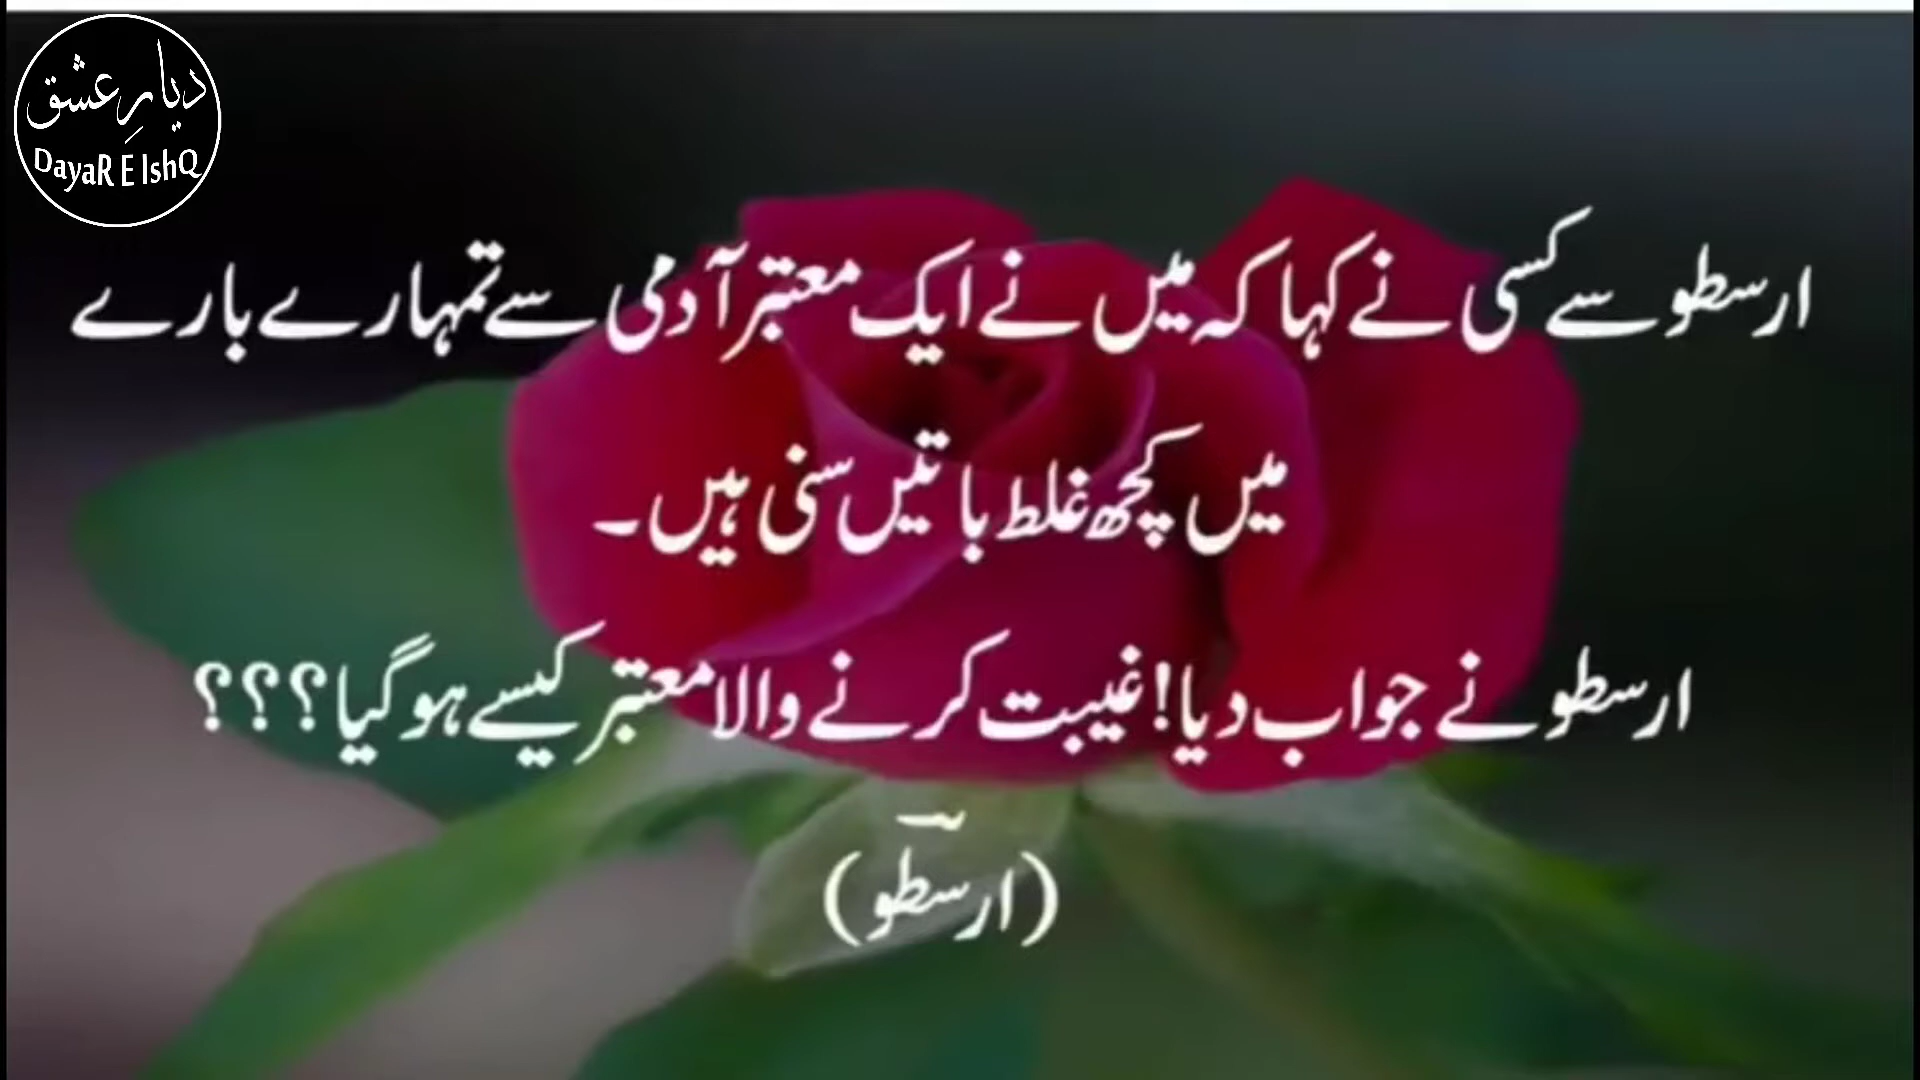 دیارِ عشق
DayaR E IshQ
ارسطو سے کسی نے کہا کہ میں نے ایک معتبر آدمی سے تمہارے بارے
میں کچھ غلط باتیں سنی ہیں۔
ارسطو نے جواب دیا! غیبت کرنے والا معتبر کیسے ہو گیا؟؟؟
(ارسطو)